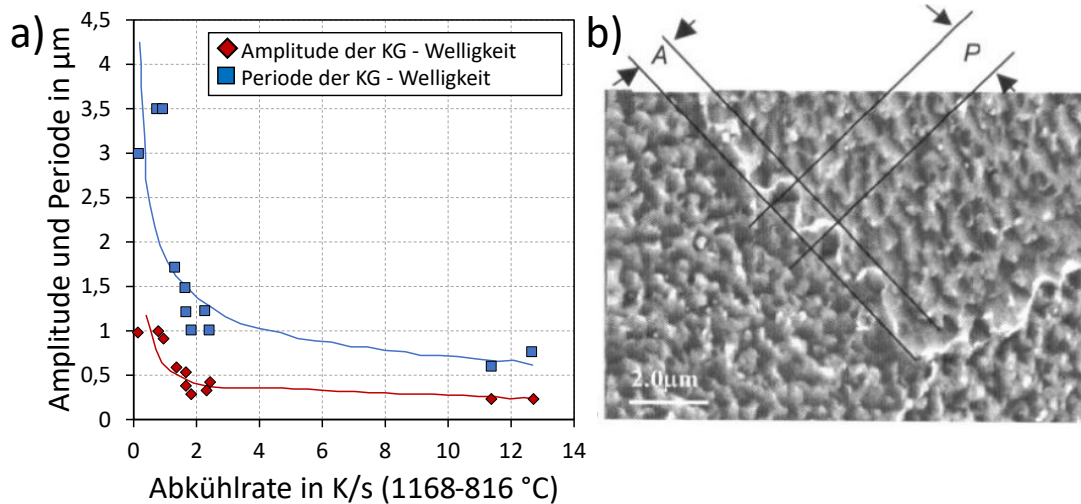 a)
4,5
4
3,5
3
2,5
2
1,5
1
0,5
0
Amplitude und Periode in µm
Amplitude der KG - Welligkeit
Periode der KG - Welligkeit
0 2 4 6 8 10 12 14
Abkühlrate in K/s (1168-816 °C)
b)
A
P
2.0µm